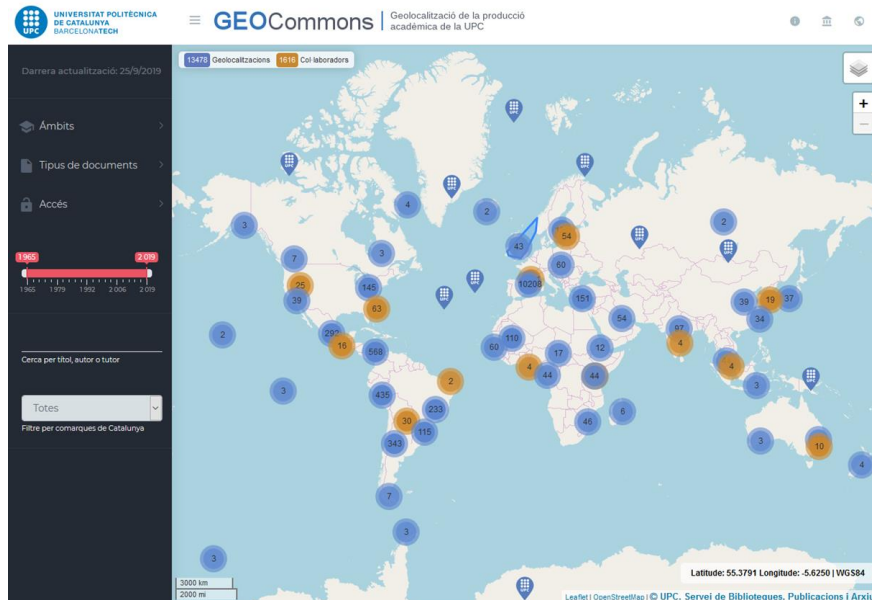 UNIVERSITAT POLITÈCNICA
DE CATALUNYA
BARCELONATECH
UPC
GEOCommons
Geolocalització de la producció
acadèmica de la UPC
Darrera actualització: 25/9/2019
13478 Geolocalitzacions 1616 Col·laboradors
Àmbits
Tipus de documents
Accés
1965 2019
1965 1979 1992 2006 2019
Cerca per títol, autor o tutor
Totes
Filtre per comarques de Catalunya
+
−
4
2
3
2
43
54
7
3
60
25
39
145
10208
151
63
39
19
37
34
54
2
292
16
568
60
110
17
12
97
4
4
44
44
4
3
3
2
435
233
30
115
343
46
6
3
10
4
7
3
3
3000 km
2000 mi
Latitude: 55.3791 Longitude: -5.6250 | WGS84
Leaflet | OpenStreetMap | © UPC. Servei de Biblioteques, Publicacions i Arxiu